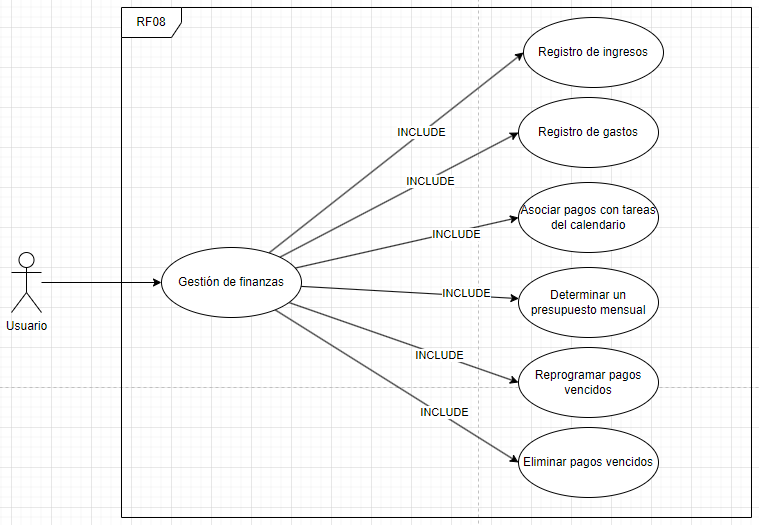 RF08
Registro de ingresos
INCLUDE
Registro de gastos
INCLUDE
Asociar pagos con tareas
del calendario
INCLUDE
Gestión de finanzas
Usuario
INCLUDE
Determinar un
presupuesto mensual
INCLUDE
Reprogramar pagos
vencidos
INCLUDE
Eliminar pagos vencidos